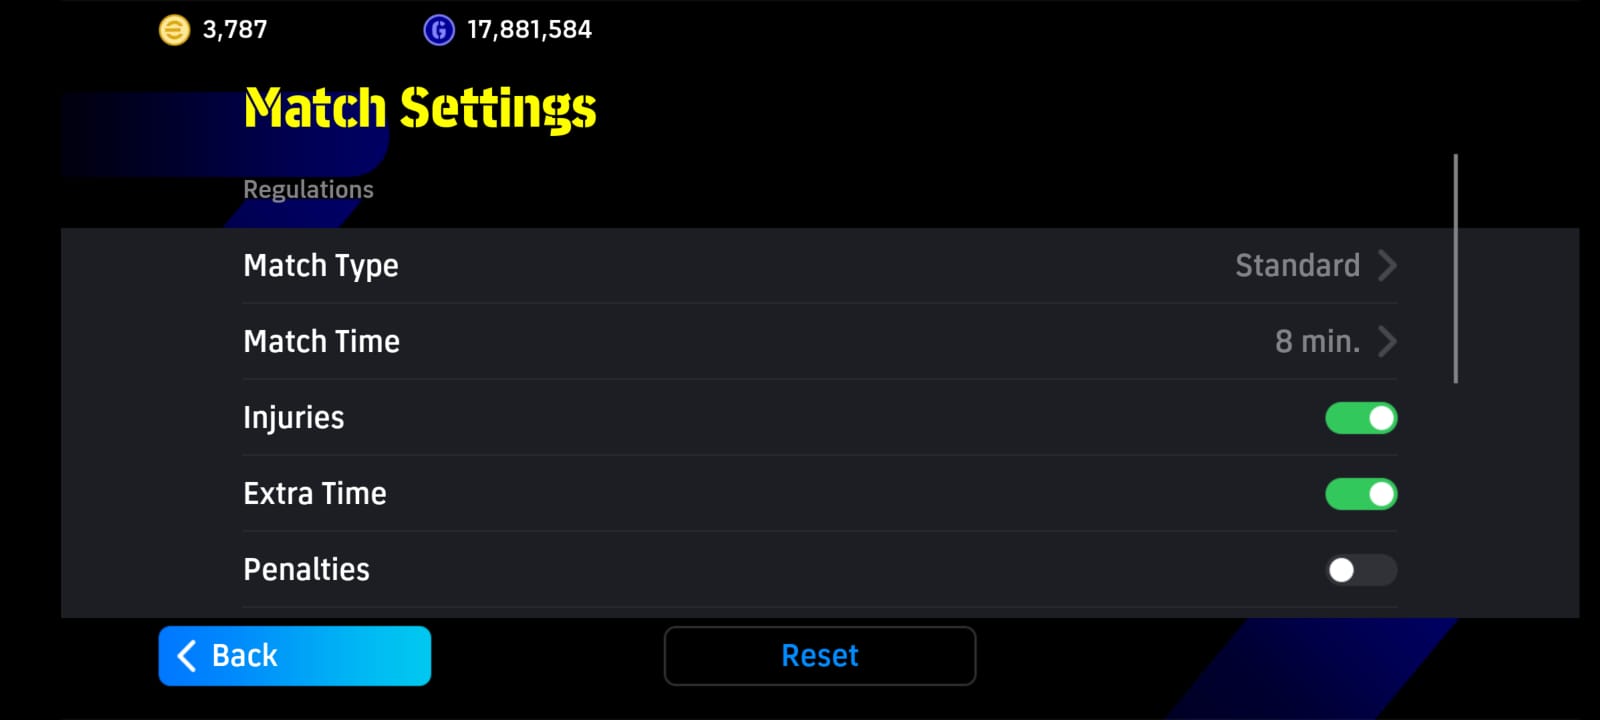 3,787 17,881,584
Match Settings
Regulations
Match Type Standard
Match Time 8 min.
Injuries
Extra Time
Penalties
Back Reset